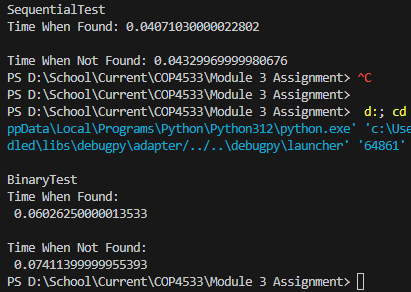 SequentialTest
Time When Found: 0.04071030000022802

Time When Not Found: 0.04329969999980676
PS D:\School\Current\COP4533\Module 3 Assignment> ^C
PS D:\School\Current\COP4533\Module 3 Assignment>
PS D:\School\Current\COP4533\Module 3 Assignment>  d:; cd
ppData\Local\Programs\Python\Python312\python.exe' 'c:\Use
dled\libs\debugpy\adapter/../..\debugpy\launcher' '64861'

BinaryTest
Time When Found:
 0.06026250000013533

Time When Not Found:
 0.07411399999955393
PS D:\School\Current\COP4533\Module 3 Assignment>